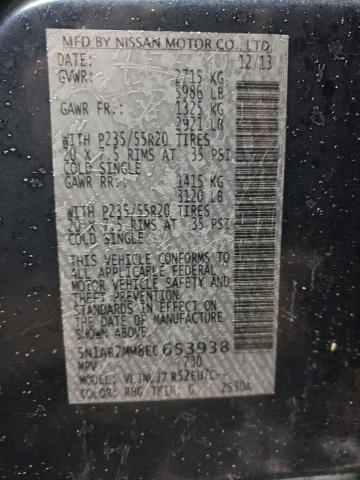 MFD BY NISSAN MOTOR CO., LTD.
DATE: 12/13
GVWR: 2715 KG
5986 LB
GAWR FR: 1325 KG
2921 LB
WITH P235/55R20 TIRES
20 X 7.5 RIMS AT 35 PSI
COLD SINGLE
GAWR RR: 1415 KG
3120 LB
WITH P235/55R20 TIRES
20 X 7.5 RIMS AT 35 PSI
COLD SINGLE
THIS VEHICLE CONFORMS TO
ALL APPLICABLE FEDERAL
MOTOR VEHICLE SAFETY AND
THEFT PREVENTION STANDARDS
IN EFFECT ON THE DATE OF
MANUFACTURE SHOWN ABOVE.
5N1AR2MM8EC653938
MPV
MODEL:
COLOR: RBG TRIM: G 2630A